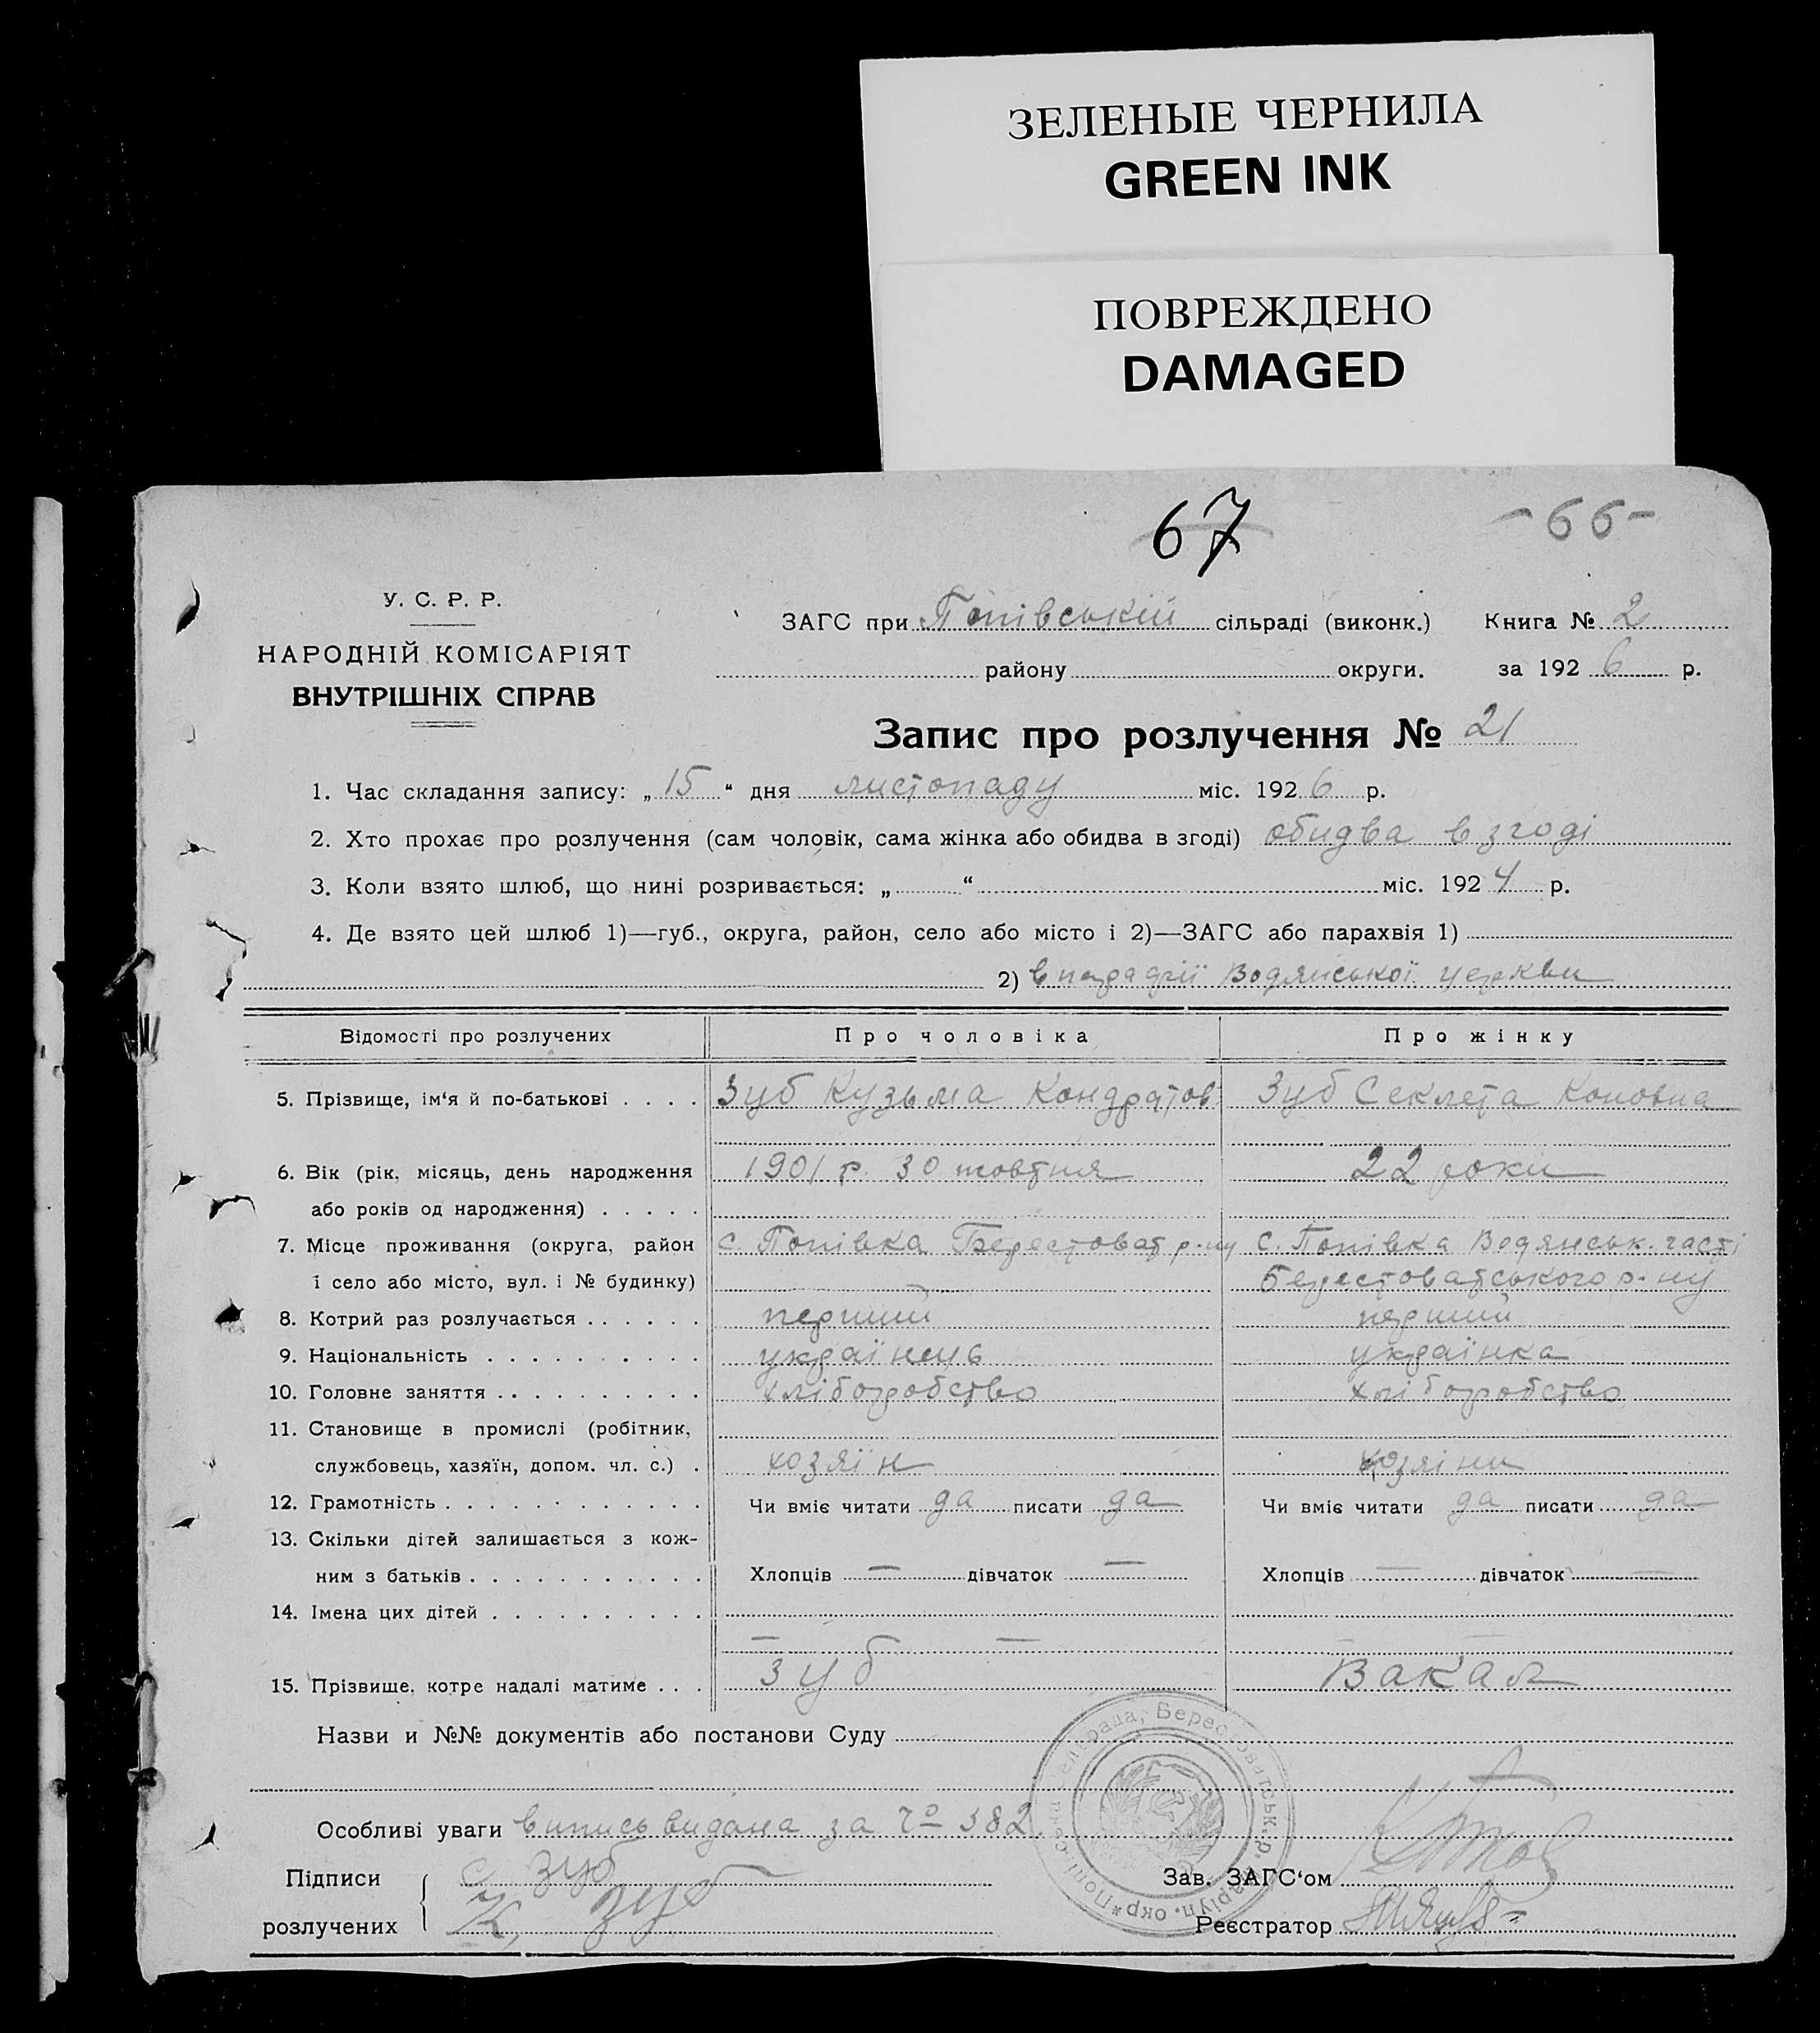 ЗЕЛЕНЫЕ ЧЕРНИЛА
GREEN INK
ПОВРЕЖДЕНО
DAMAGED
67
-66-
У. С. Р. Р.
НАРОДНІЙ КОМІСАРІЯТ
ВНУТРІШНІХ СПРАВ
ЗАГС при Попівській сільраді (виконк.) Книга № 2
району округи. за 1926 р.
Запис про розлучення № 21
1. Час складання запису: „15“ дня листопаду міс. 1926 р.
2. Хто прохає про розлучення (сам чоловік, сама жінка або обидва в згоді) обидва в згоді
3. Коли взято шлюб, що нині розривається: „ “ міс. 1924 р.
4. Де взято цей шлюб 1)—губ., округа, район, село або місто і 2)—ЗАГС або парахвія 1)
2) в Водянської церкви
Відомості про розлучених Про чоловіка Про жінку
5. Прізвище, ім‘я й по-батькові . . . . Зуб Кузьма Кондратов. Зуб Секлета
6. Вік (рік, місяць, день народження 1901 р. 30 жовтня 22 роки
або років од народження) . . . . .
7. Місце проживання (округа, район с. Попівка Берестоват р-ну с. Попівка Водянськ. часті
і село або місто, вул. і № будинку) Берестоватського р-ну
8. Котрий раз розлучається . . . . . . перший перший
9. Національність . . . . . . . . . . українець українка
10. Головне заняття . . . . . . . . . . хліборобство хліборобство
11. Становище в промислі (робітник,
службовець, хазяїн, допом. чл. с.) . хозяїн
12. Грамотність . . . . . . . . . . . . Чи вміє читати да писати да Чи вміє читати да писати да
13. Скільки дітей залишається з кож-
ним з батьків . . . . . . . . . . . Хлопців — дівчаток — Хлопців — дівчаток —
14. Імена цих дітей . . . . . . . . . .
— —
15. Прізвище, котре надалі матиме . . . Зуб Вакал
Назви и №№ документів або постанови Суду
Особливі уваги випись видана за 382
Підписи С Зуб Зав. ЗАГС‘ом
розлучених К. Зуб Реєстратор